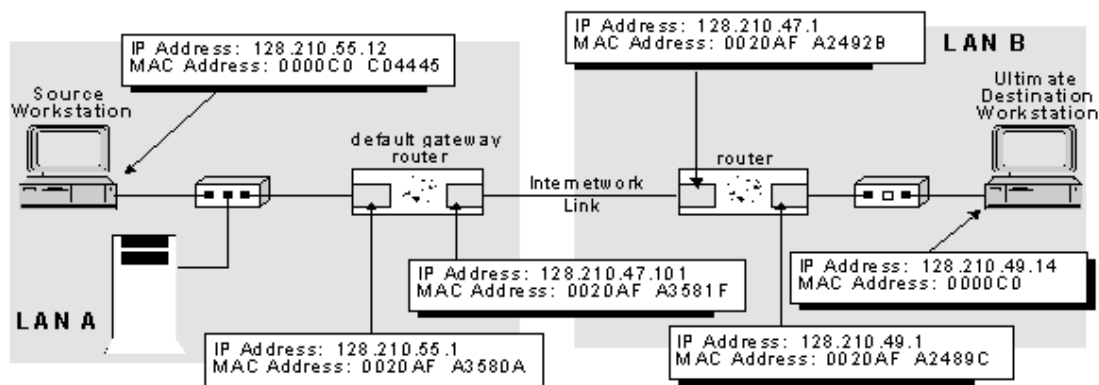 IP Address: 128.210.55.12
MAC Address: 0000C0 C04445
IP Address: 128.210.47.1
MAC Address: 0020AF A2492B
LAN B
Source
Workstation
default gateway
router
Internetwork
Link
router
Ultimate
Destination
Workstation
LAN A
IP Address: 128.210.47.101
MAC Address: 0020AF A3581F
IP Address: 128.210.49.14
MAC Address: 0000C0
IP Address: 128.210.55.1
MAC Address: 0020AF A3580A
IP Address: 128.210.49.1
MAC Address: 0020AF A2489C